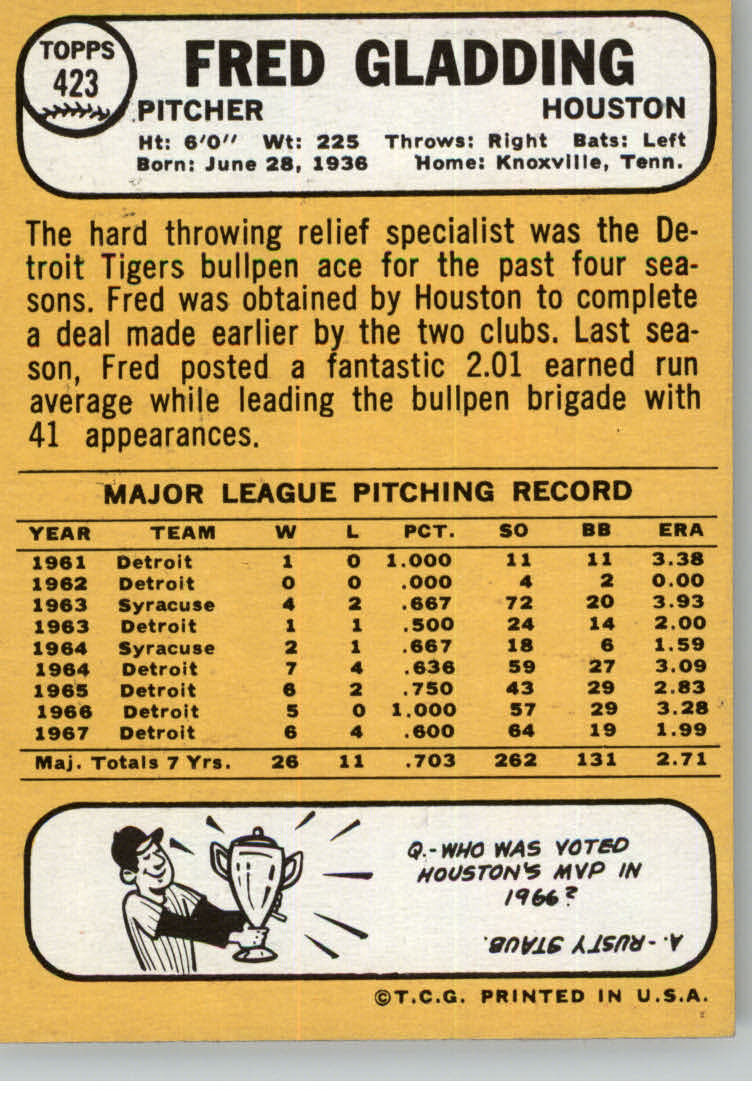 TOPPS
423
FRED GLADDING
PITCHER HOUSTON
Ht: 6'0" Wt: 225 Throws: Right Bats: Left
Born: June 28, 1936 Home: Knoxville, Tenn.
The hard throwing relief specialist was the De-
troit Tigers bullpen ace for the past four sea-
sons. Fred was obtained by Houston to complete
a deal made earlier by the two clubs. Last sea-
son, Fred posted a fantastic 2.01 earned run
average while leading the bullpen brigade with
41 appearances.
MAJOR LEAGUE PITCHING RECORD
YEAR TEAM W L PCT. SO BB ERA
1961 Detroit 1 0 1.000 11 11 3.38
1962 Detroit 0 0 .000 4 2 0.00
1963 Syracuse 4 2 .667 72 20 3.93
1963 Detroit 1 1 .500 24 14 2.00
1964 Syracuse 2 1 .667 18 6 1.59
1964 Detroit 7 4 .636 59 27 3.09
1965 Detroit 6 2 .750 43 29 2.83
1966 Detroit 5 0 1.000 57 29 3.28
1967 Detroit 6 4 .600 64 19 1.99
Maj. Totals 7 Yrs. 26 11 .703 262 131 2.71
Q.-WHO WAS VOTED
HOUSTON'S MVP IN
1966?
A.-RUSTY STAUB.
©T.C.G. PRINTED IN U.S.A.